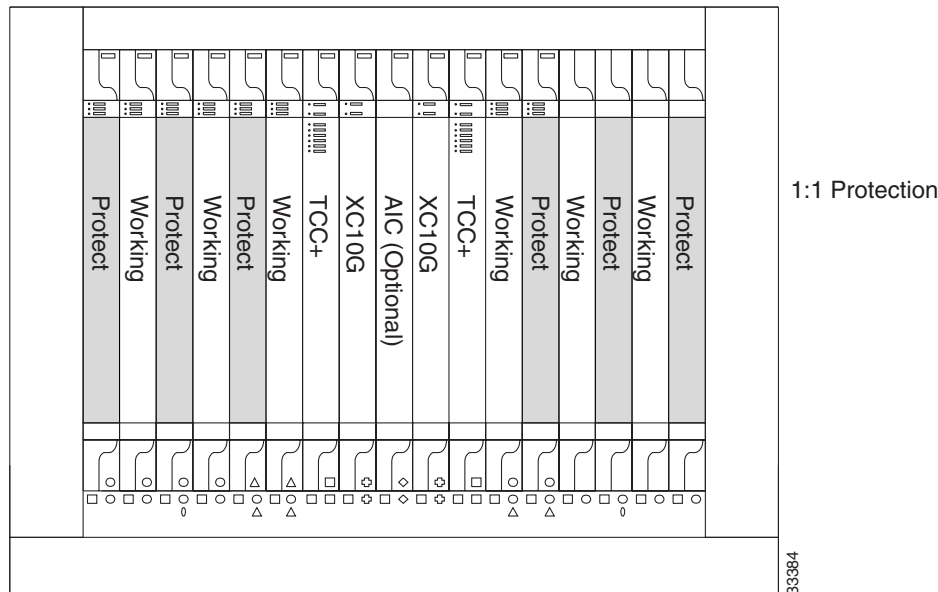 Protect
Working
Protect
Working
Protect
Working
TCC+
XC10G
AIC (Optional)
XC10G
TCC+
Working
Protect
Working
Protect
Working
Protect
1:1 Protection
33384